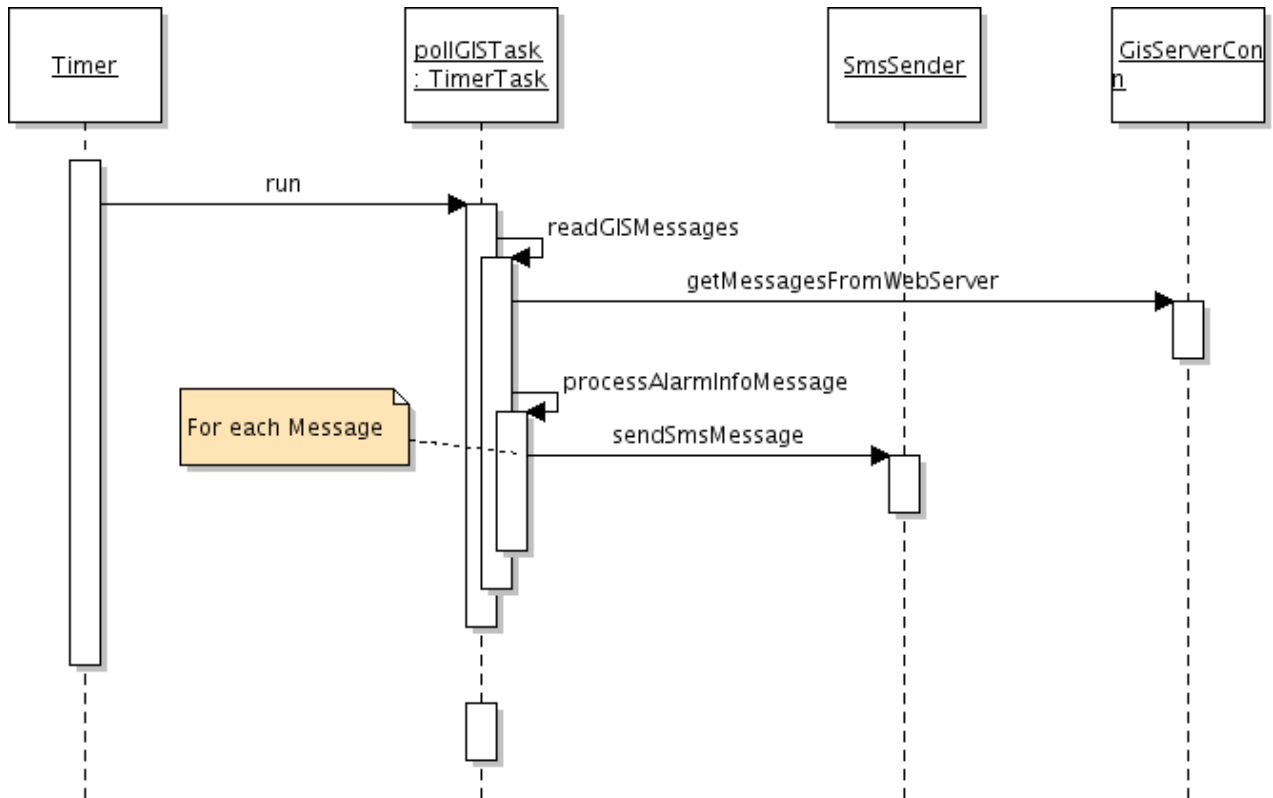 Timer
pollGISTask
: TimerTask
SmsSender
GisServerCon
n
run
readGISMessages
getMessagesFromWebServer
processAlarmInfoMessage
For each Message
sendSmsMessage